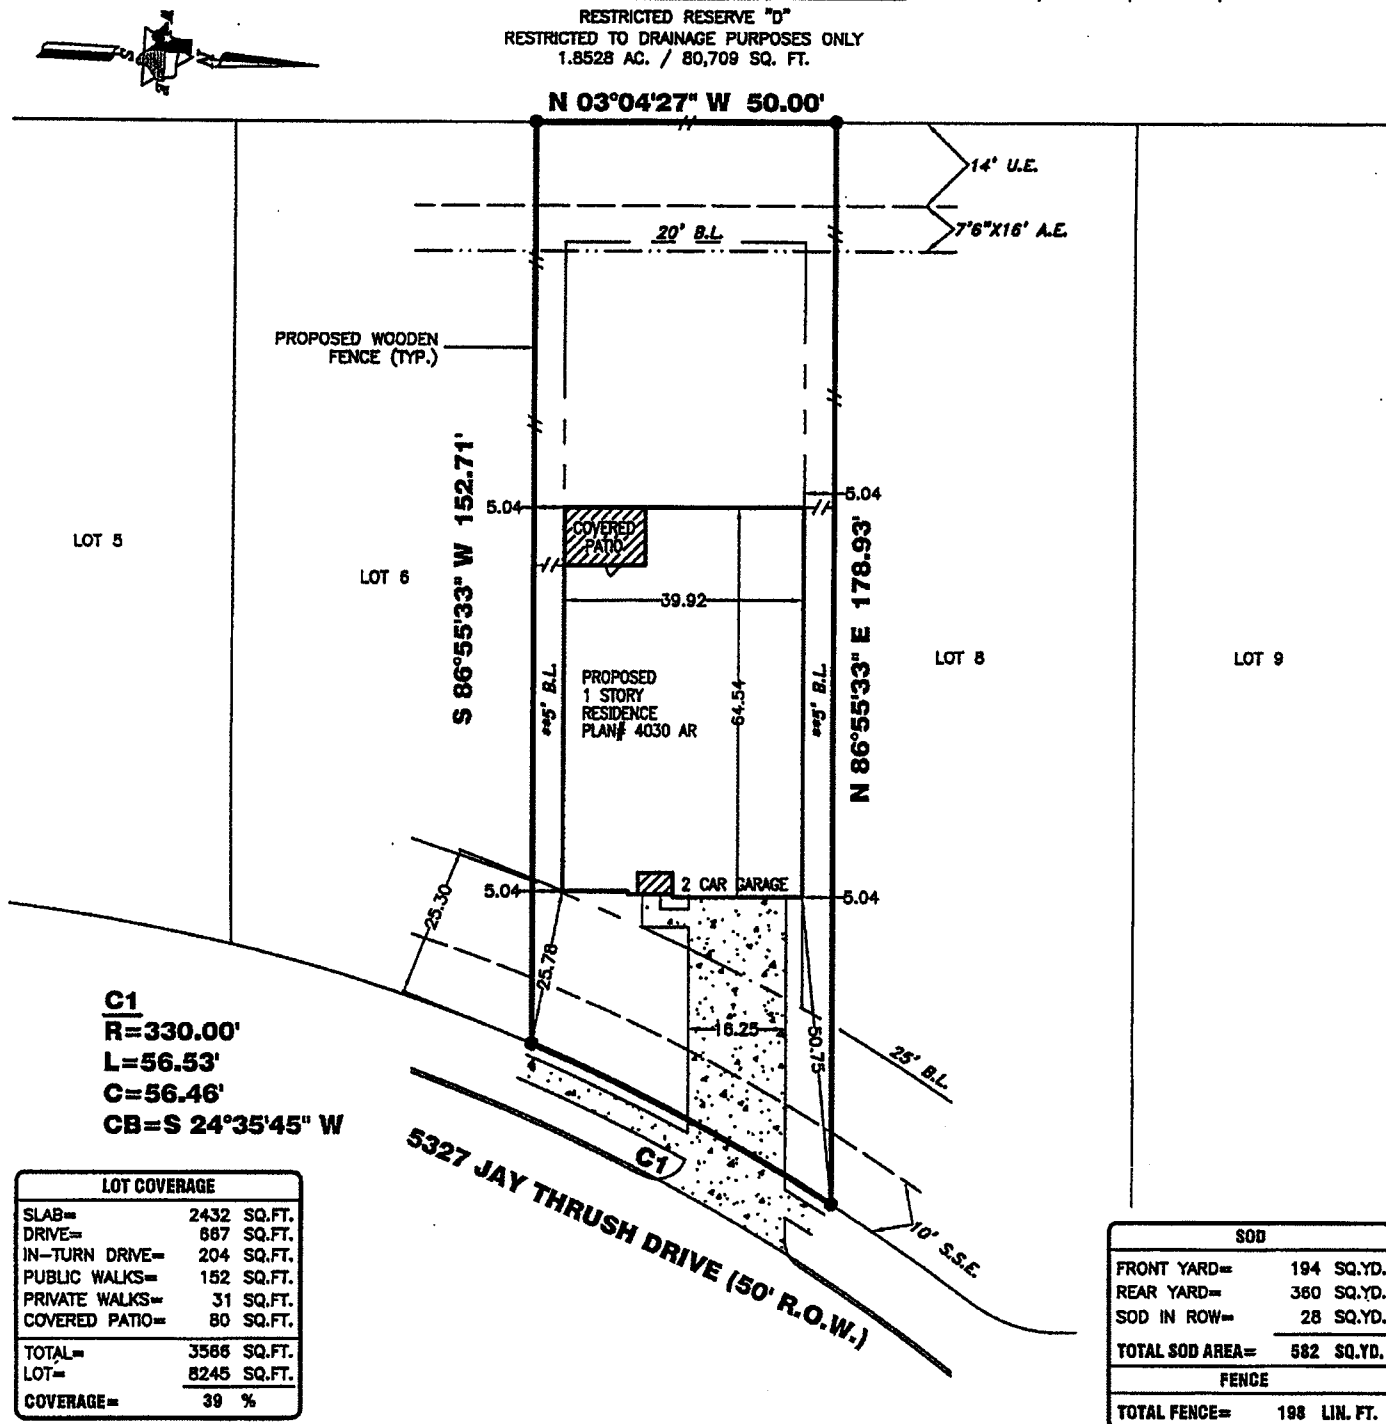 RESTRICTED RESERVE "D"
RESTRICTED TO DRAINAGE PURPOSES ONLY
1.8528 AC. / 80,709 SQ. FT.
N 03°04'27" W 50.00'
14' U.E.
7'6"X16' A.E.
20' B.L.
PROPOSED WOODEN
FENCE (TYP.)
S 86°55'33" W 152.71'
N 86°55'33" E 178.93'
5.04
5.04
COVERED
PATIO
39.92
64.54
LOT 5
LOT 6
LOT 8
LOT 9
PROPOSED
1 STORY
RESIDENCE
PLAN# 4030 AR
**5' B.L.
**5' B.L.
2 CAR GARAGE
5.04
5.04
25.30
25.78
16.25
50.75
25' B.L.
10' S.S.E.
C1
R=330.00'
L=56.53'
C=56.46'
CB=S 24°35'45" W
C1
5327 JAY THRUSH DRIVE (50' R.O.W.)
LOT COVERAGE
SLAB= 2432 SQ.FT.
DRIVE= 667 SQ.FT.
IN-TURN DRIVE= 204 SQ.FT.
PUBLIC WALKS= 152 SQ.FT.
PRIVATE WALKS= 31 SQ.FT.
COVERED PATIO= 80 SQ.FT.
TOTAL= 3566 SQ.FT.
LOT= 8245 SQ.FT.
COVERAGE= 39 %
SOD
FRONT YARD= 194 SQ.YD.
REAR YARD= 360 SQ.YD.
SOD IN ROW= 28 SQ.YD.
TOTAL SOD AREA= 582 SQ.YD.
FENCE
TOTAL FENCE= 198 LIN. FT.